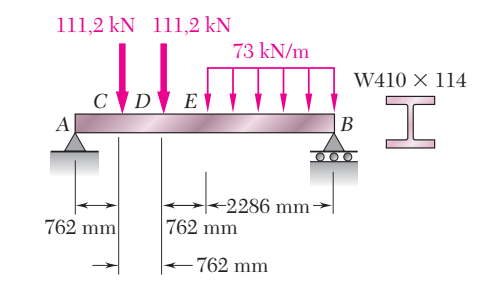 111,2 kN 111,2 kN
73 kN/m
W410 × 114
C D E
A B
2286 mm
762 mm 762 mm
762 mm